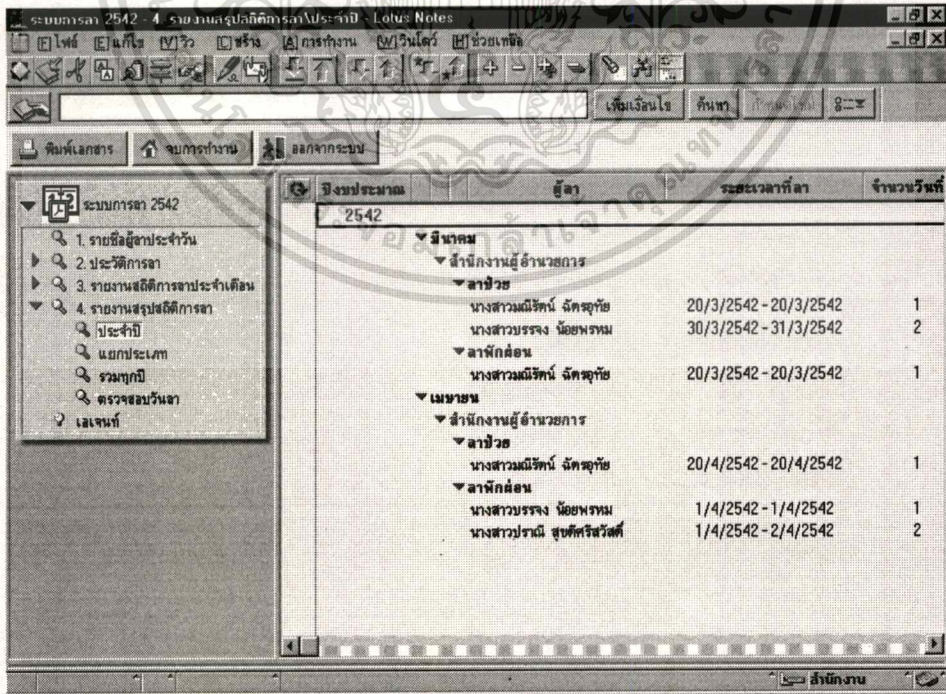 ระบบการลา 2542 - 4. รายงานสรุปสถิติการลา\ประจำปี - Lotus Notes
[F]ไฟล์ [E]แก้ไข [V]วิว [C]สร้าง [A]การทำงาน [W]วินโดว์ [H]ช่วยเหลือ
เพิ่มเงื่อนไข ค้นหา
พิมพ์เอกสาร จบการทำงาน ออกจากระบบ
ระบบการลา 2542
1. รายชื่อผู้ลาประจำวัน
2. ประวัติการลา
3. รายงานสถิติการลาประจำเดือน
4. รายงานสรุปสถิติการลา
ประจำปี
แยกประเภท
รวมทุกปี
ตรวจสอบวันลา
เอเจนท์
ปีงบประมาณ ผู้ลา ระยะเวลาที่ลา จำนวนวันที่
2542
มีนาคม
สำนักงานผู้อำนวยการ
ลาป่วย
นางสาวมณีรัตน์ ฉัตรอุทัย 20/3/2542 - 20/3/2542 1
นางสาวบรรจง น้อยพรหม 30/3/2542 - 31/3/2542 2
ลาพักผ่อน
นางสาวมณีรัตน์ ฉัตรอุทัย 20/3/2542 - 20/3/2542 1
เมษายน
สำนักงานผู้อำนวยการ
ลาป่วย
นางสาวมณีรัตน์ ฉัตรอุทัย 20/4/2542 - 20/4/2542 1
ลาพักผ่อน
นางสาวบรรจง น้อยพรหม 1/4/2542 - 1/4/2542 1
นางสาวปราณี สุขศัศรีสวัสดิ์ 1/4/2542 - 2/4/2542 2
สำนักงาน